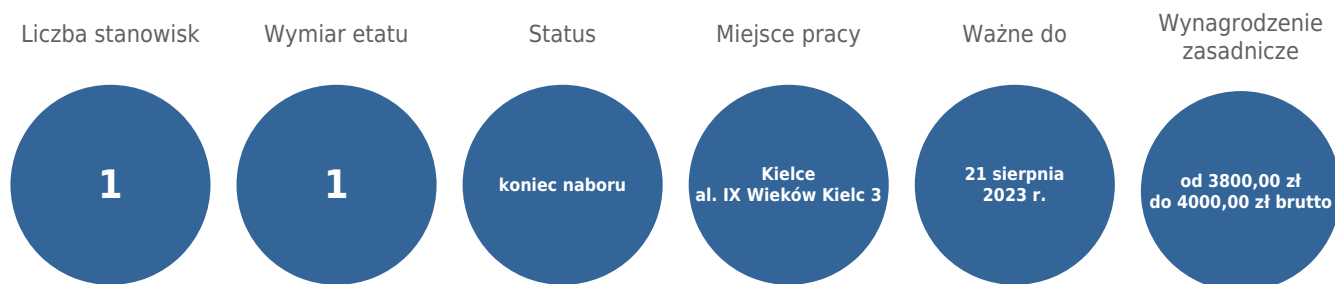 Liczba stanowisk
1
Wymiar etatu
1
Status
koniec naboru
Miejsce pracy
Kielce
al. IX Wieków Kielc 3
Ważne do
21 sierpnia
2023 r.
Wynagrodzenie
zasadnicze
od 3800,00 zł
do 4000,00 zł brutto